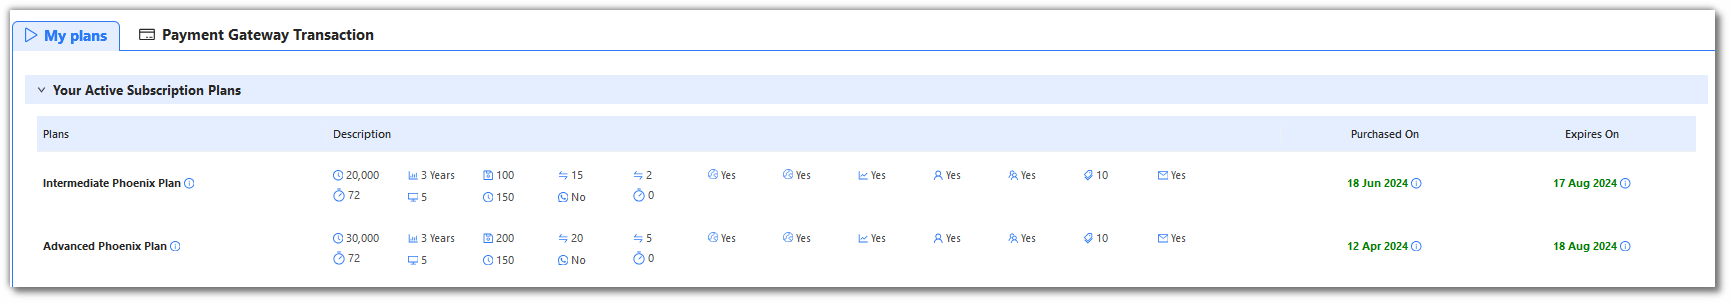 My plans Payment Gateway Transaction
Your Active Subscription Plans
Plans Description Purchased On Expires On
20,000 3 Years 100 15 2 Yes Yes Yes Yes Yes 10 Yes
Intermediate Phoenix Plan 18 Jun 2024 17 Aug 2024
72 5 150 No 0
30,000 3 Years 200 20 5 Yes Yes Yes Yes Yes 10 Yes
Advanced Phoenix Plan 12 Apr 2024 18 Aug 2024
72 5 150 No 0